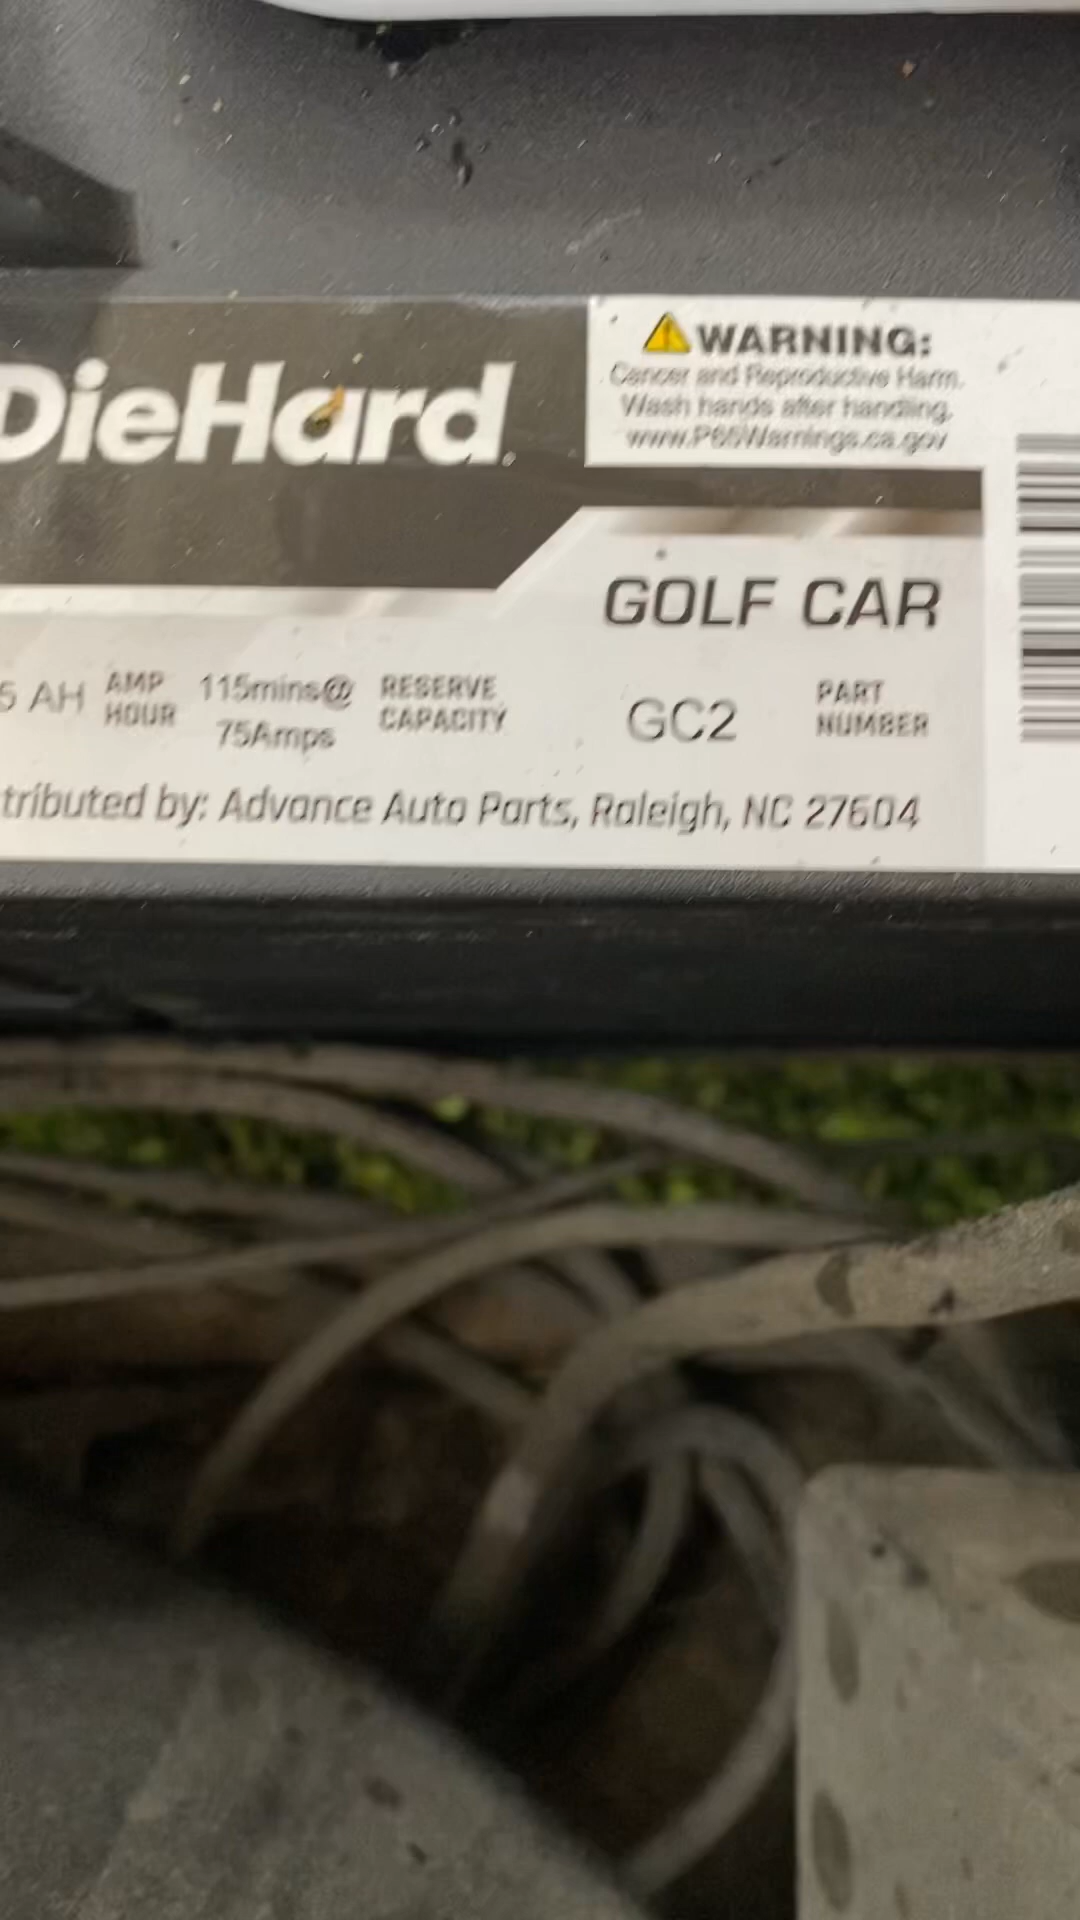 DieHard
WARNING:
Cancer and Reproductive Harm.
Wash hands after handling.
www.P65Warnings.ca.gov
GOLF CAR
5 AH AMP HOUR 115mins@ 75Amps RESERVE CAPACITY GC2 PART NUMBER
tributed by: Advance Auto Parts, Raleigh, NC 27604